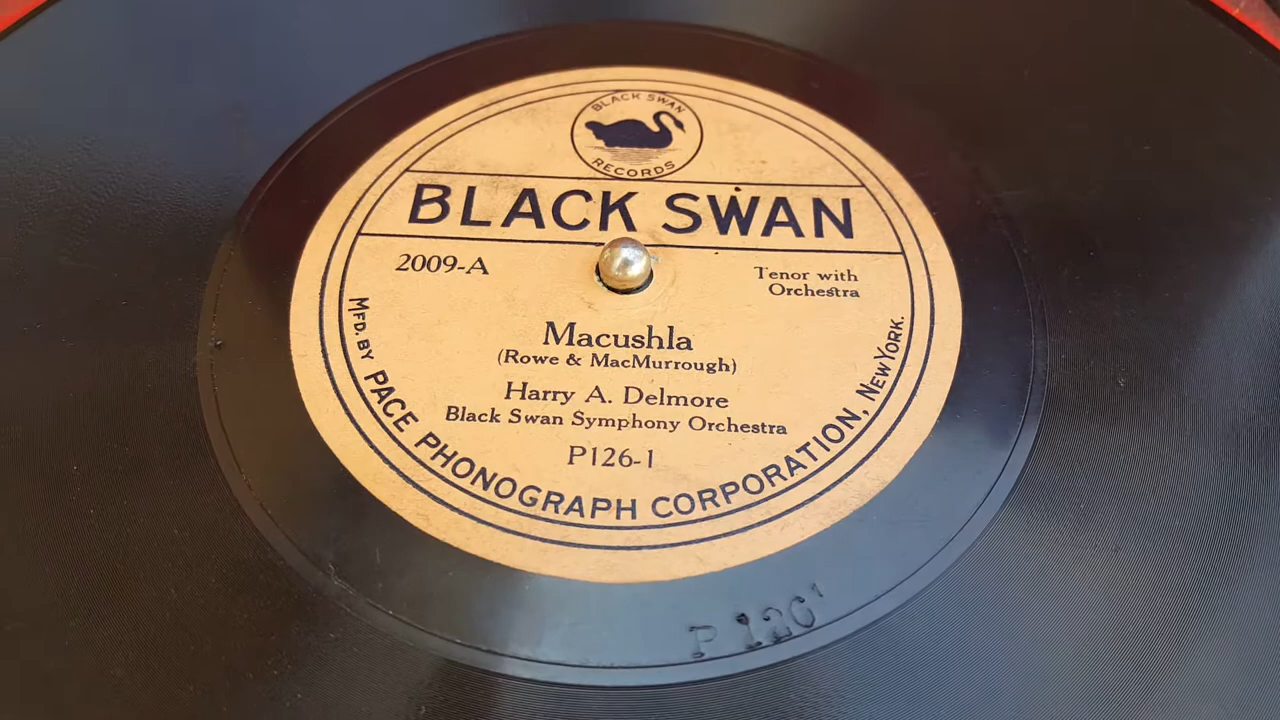 BLACK SWAN
RECORDS
BLACK SWAN
2009-A
Tenor with
Orchestra
Macushla
(Rowe & MacMurrough)
Harry A. Delmore
Black Swan Symphony Orchestra
P126-1
MFD. BY PACE PHONOGRAPH CORPORATION, NEW YORK.
P 126'